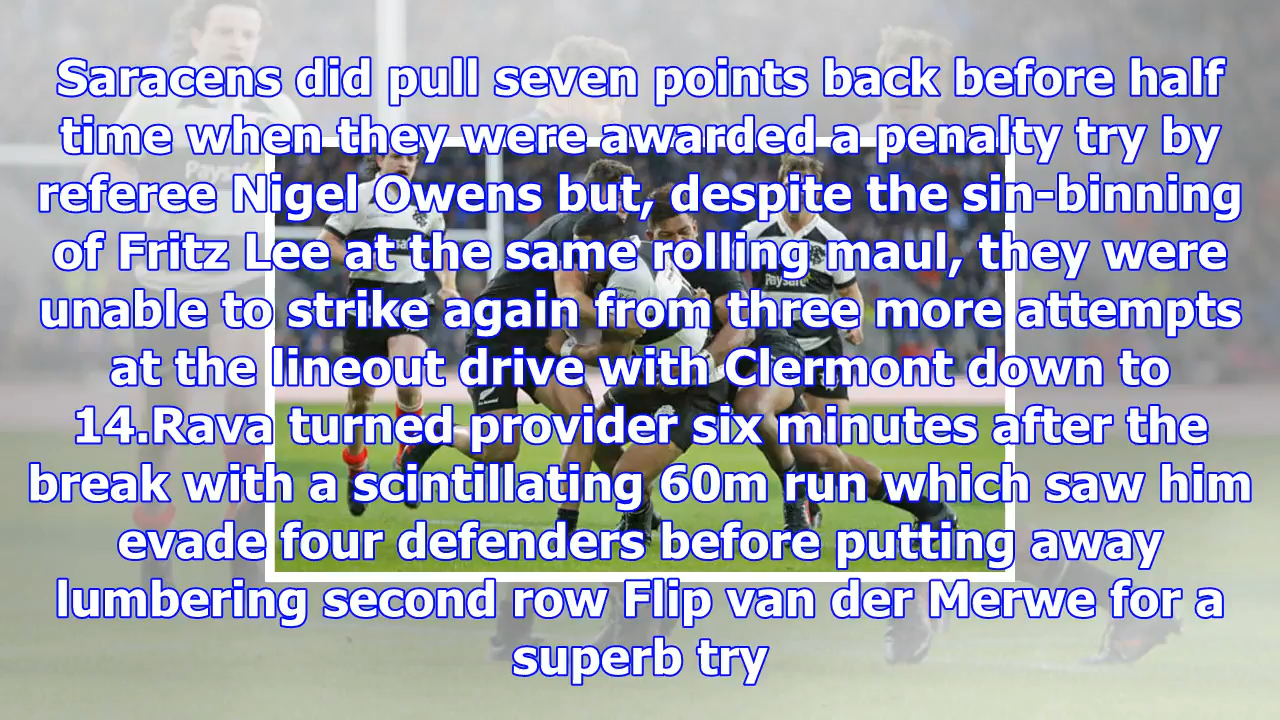 Saracens did pull seven points back before half
time when they were awarded a penalty try by
referee Nigel Owens but, despite the sin-binning
of Fritz Lee at the same rolling maul, they were
unable to strike again from three more attempts
at the lineout drive with Clermont down to
14.Rava turned provider six minutes after the
break with a scintillating 60m run which saw him
evade four defenders before putting away
lumbering second row Flip van der Merwe for a
superb try
Paysafe
Paysafe